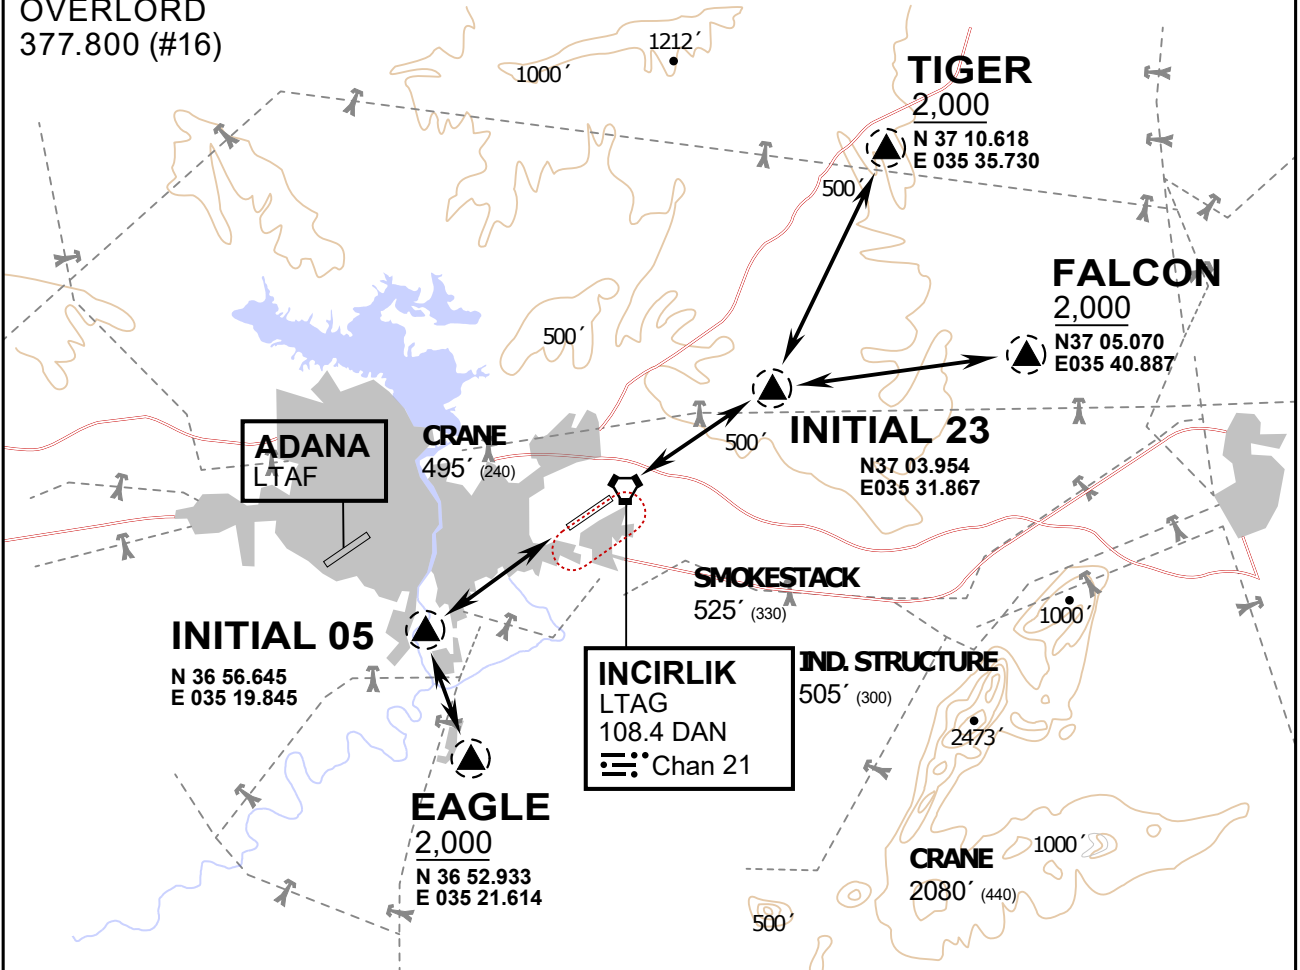 OVERLORD
377.800 (#16)
1212´
1000´
TIGER
2,000
N 37 10.618
E 035 35.730
500´
FALCON
2,000
N37 05.070
E035 40.887
500´
ADANA
LTAF
CRANE
495´ (240)
500´
INITIAL 23
N37 03.954
E035 31.867
SMOKESTACK
525´ (330)
1000´
INITIAL 05
N 36 56.645
E 035 19.845
INCIRLIK
LTAG
108.4 DAN
Chan 21
IND. STRUCTURE
505´ (300)
2473´
EAGLE
2,000
N 36 52.933
E 035 21.614
1000´
CRANE
2080´ (440)
500´